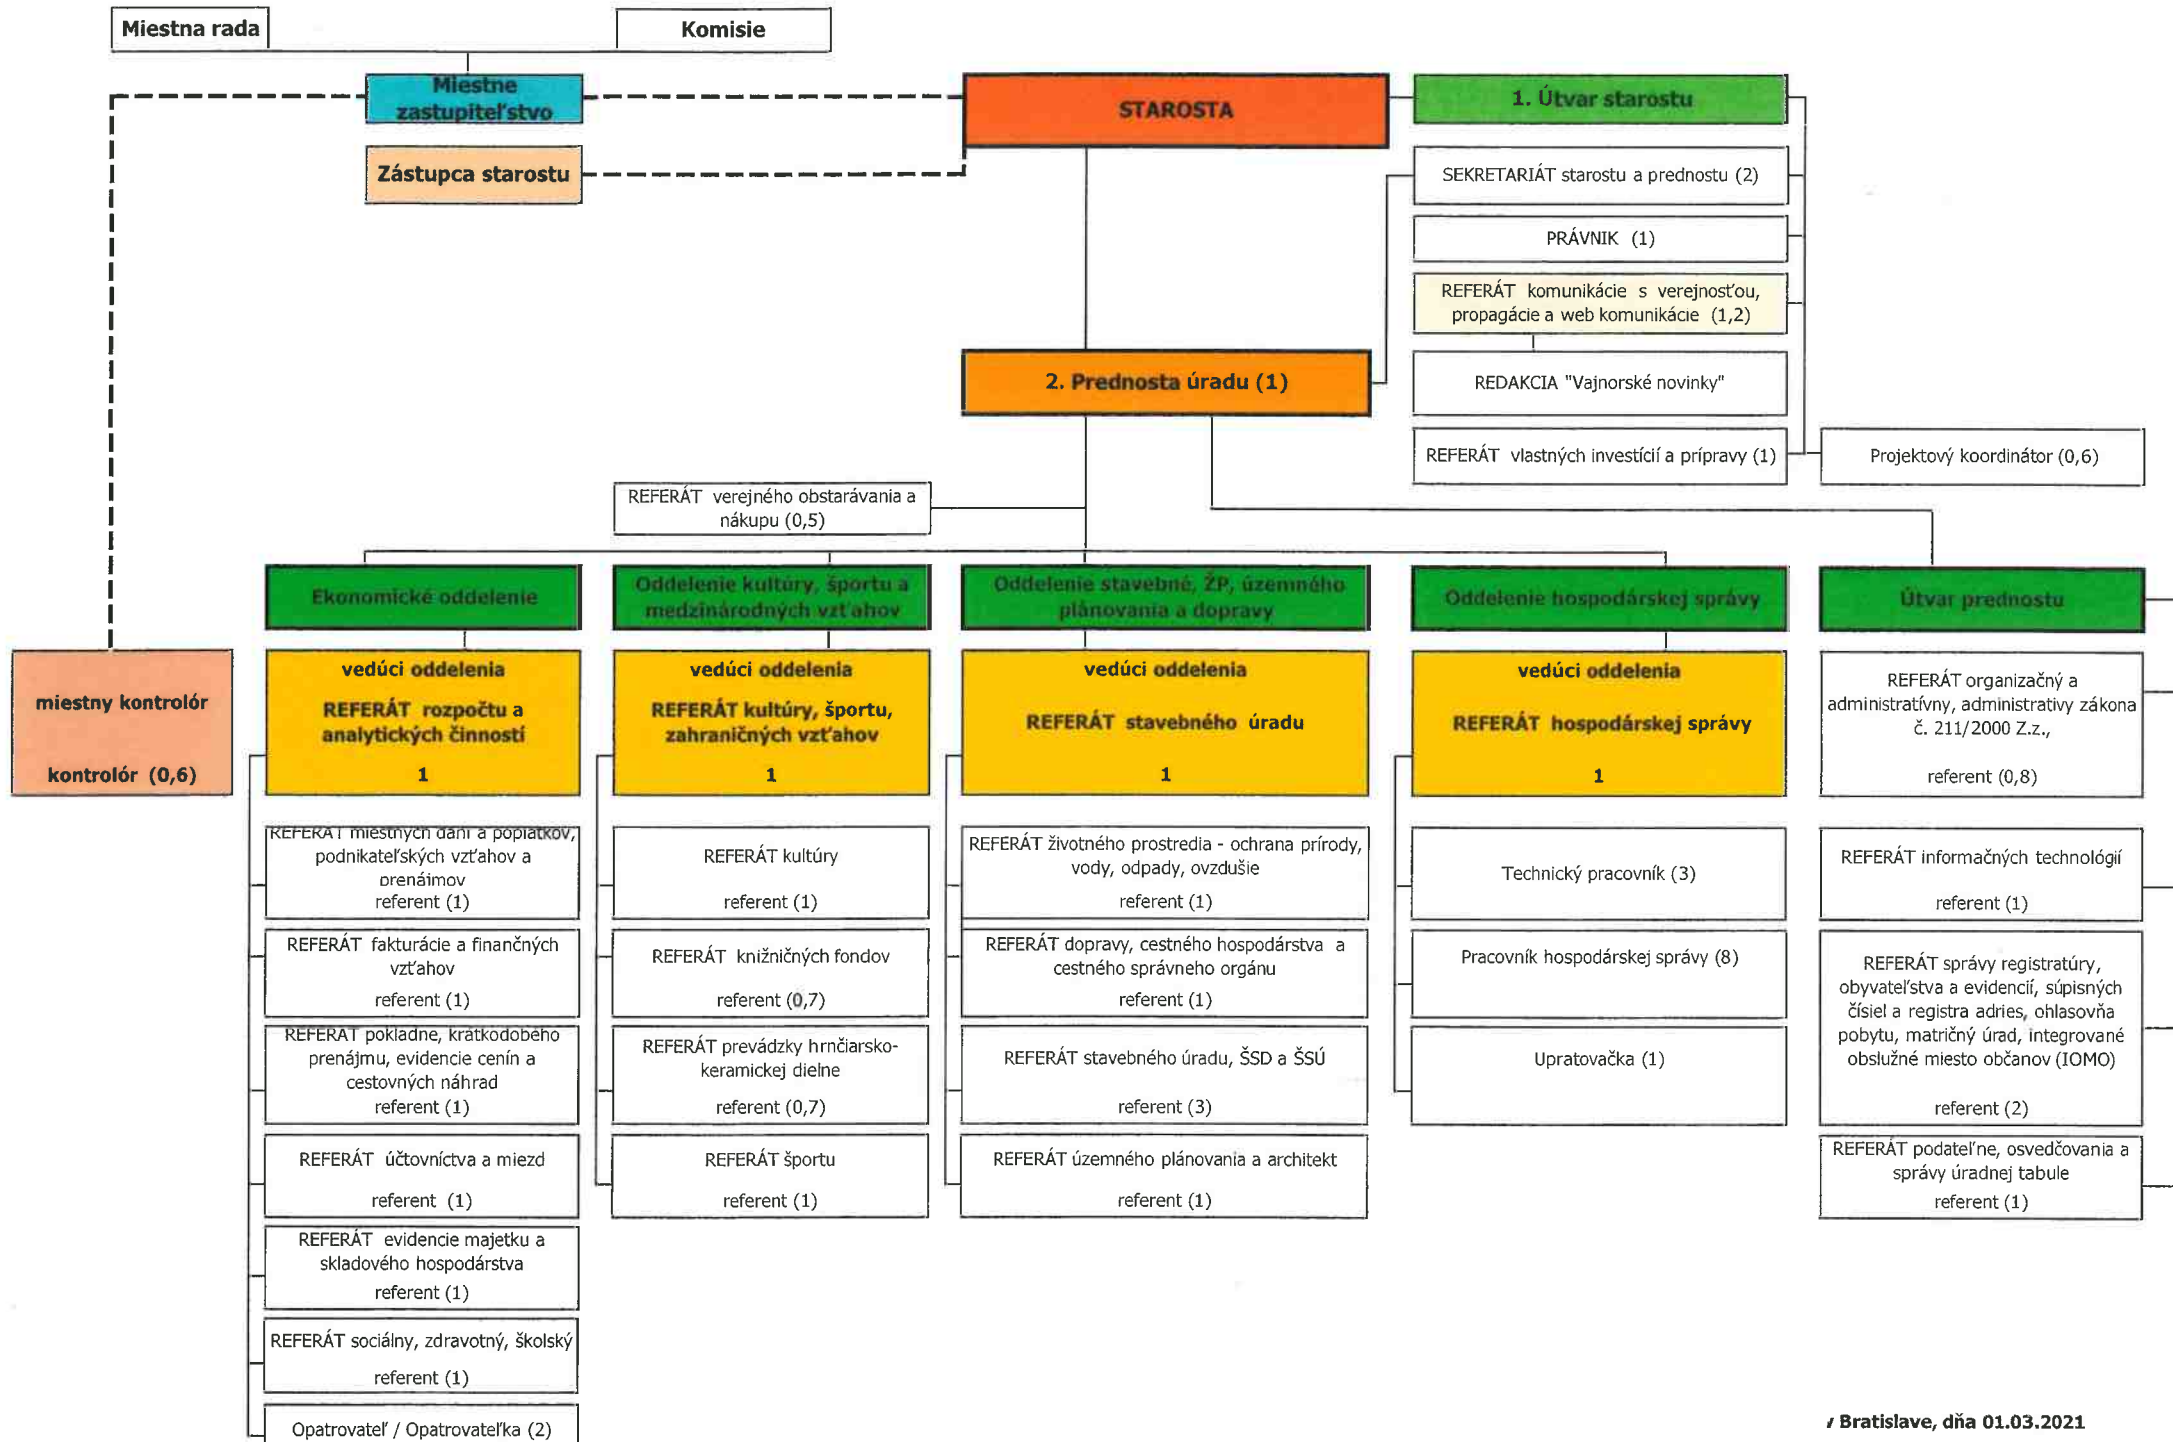 Miestna rada
Komisie
Miestne
zastupiteľstvo
STAROSTA
1. Útvar starostu
Zástupca starostu
SEKRETARIÁT starostu a prednostu (2)
PRÁVNIK (1)
REFERÁT komunikácie s verejnosťou,
propagácie a web komunikácie (1,2)
2. Prednosta úradu (1)
REDAKCIA "Vajnorské novinky"
REFERÁT vlastných investícií a prípravy (1)
Projektový koordinátor (0,6)
REFERÁT verejného obstarávania a
nákupu (0,5)
Ekonomické oddelenie
Oddelenie kultúry, športu a
medzinárodných vzťahov
Oddelenie stavebné, ŽP, územného
plánovania a dopravy
Oddelenie hospodárskej správy
Útvar prednostu
miestny kontrolór
kontrolór (0,6)
vedúci oddelenia
REFERÁT rozpočtu a
analytických činností
1
vedúci oddelenia
REFERÁT kultúry, športu,
zahraničných vzťahov
1
vedúci oddelenia
REFERÁT stavebného úradu
1
vedúci oddelenia
REFERÁT hospodárskej správy
1
REFERÁT organizačný a
administratívny, administratívy zákona
č. 211/2000 Z.z.,
referent (0,8)
REFERÁT miestnych daní a poplatkov,
podnikateľských vzťahov a
prenájmov
referent (1)
REFERÁT kultúry
referent (1)
REFERÁT životného prostredia - ochrana prírody,
vody, odpady, ovzdušie
referent (1)
Technický pracovník (3)
REFERÁT informačných technológií
referent (1)
REFERÁT fakturácie a finančných
vzťahov
referent (1)
REFERÁT knižničných fondov
referent (0,7)
REFERÁT dopravy, cestného hospodárstva a
cestného správneho orgánu
referent (1)
Pracovník hospodárskej správy (8)
REFERÁT správy registratúry,
obyvateľstva a evidencií, súpisných
čísiel a registra adries, ohlasovňa
pobytu, matričný úrad, integrované
obslužné miesto občanov (IOMO)
referent (2)
REFERÁT pokladne, krátkodobého
prenájmu, evidencie cenín a
cestovných náhrad
referent (1)
REFERÁT prevádzky hrnčiarsko-
keramickej dielne
referent (0,7)
REFERÁT stavebného úradu, ŠSD a ŠSÚ
referent (3)
Upratovačka (1)
REFERÁT účtovníctva a miezd
referent (1)
REFERÁT športu
referent (1)
REFERÁT územného plánovania a architekt
referent (1)
REFERÁT podateľne, osvedčovania a
správy úradnej tabule
referent (1)
REFERÁT evidencie majetku a
skladového hospodárstva
referent (1)
REFERÁT sociálny, zdravotný, školský
referent (1)
Opatrovateľ / Opatrovateľka (2)
v Bratislave, dňa 01.03.2021